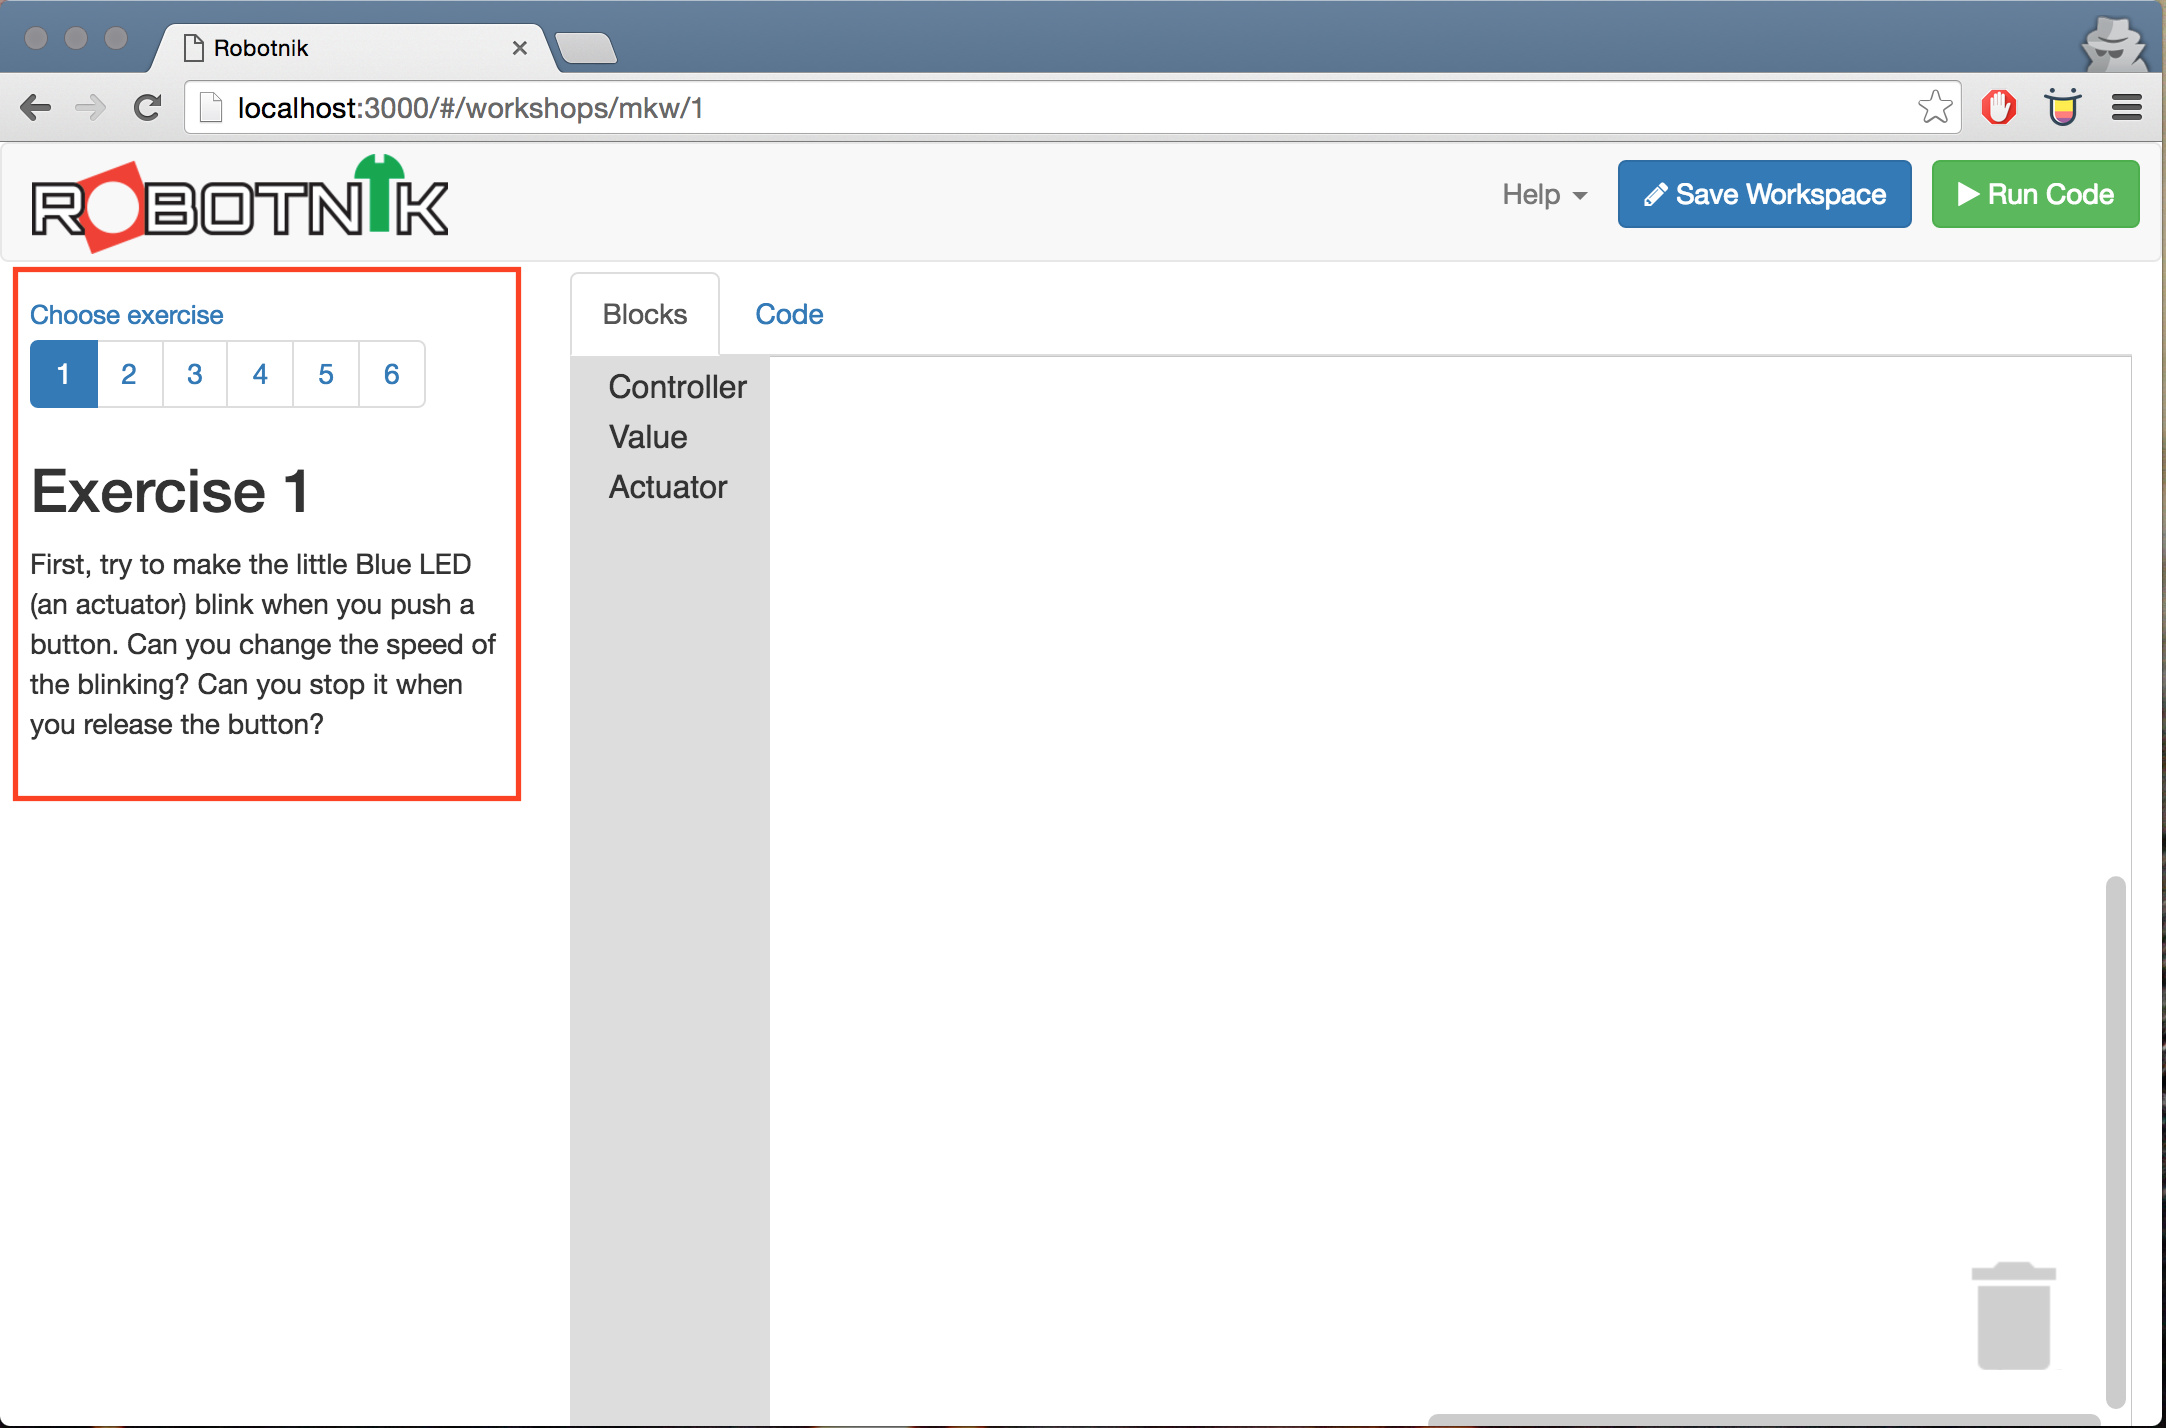 Robotnik
localhost:3000/#/workshops/mkw/1
ROBOTNIK
Help
Save Workspace
Run Code
Choose exercise
1 2 3 4 5 6
Exercise 1
First, try to make the little Blue LED
(an actuator) blink when you push a
button. Can you change the speed of
the blinking? Can you stop it when
you release the button?
Blocks
Code
Controller
Value
Actuator